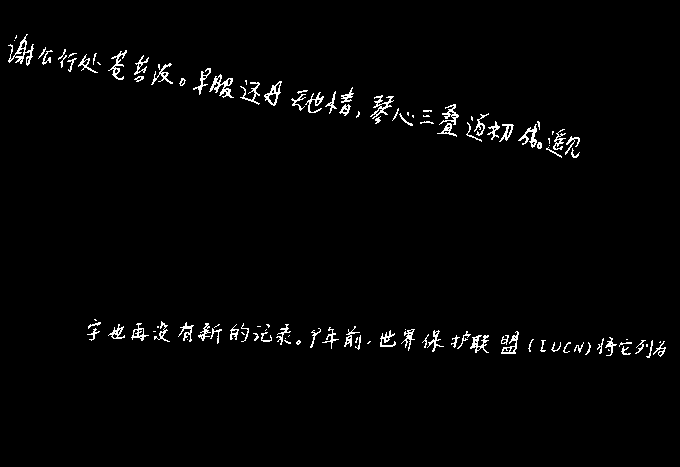 谢公行处苍苔没。早服还丹无世情,琴心三叠道初成。遥见
字也再没有新的记录。9年前,世界保护联盟(IUCN)将它列为